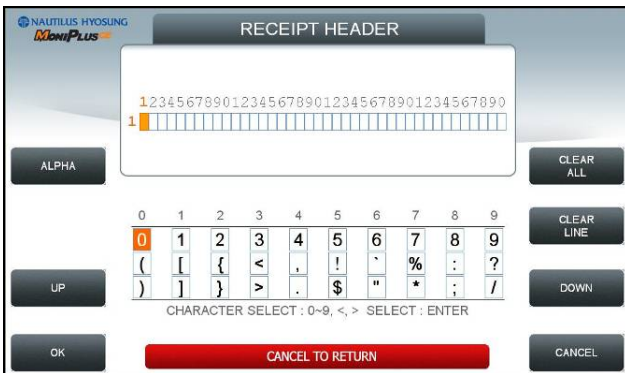 NAUTILUS HYOSUNG
MONIPLUS CE
RECEIPT HEADER
1234567890123456789012345678901234567890
1
ALPHA
CLEAR
ALL
0 1 2 3 4 5 6 7 8 9
CLEAR
LINE
0 1 2 3 4 5 6 7 8 9
( [ { < , ! ` % : ?
) ] } > . $ " * ; /
UP
DOWN
CHARACTER SELECT : 0~9, <, > SELECT : ENTER
OK
CANCEL TO RETURN
CANCEL